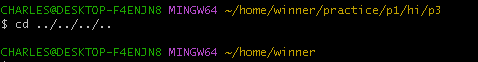 CHARLES@DESKTOP-F4ENJN8 MINGW64 ~/home/winner/practice/p1/hi/p3
$ cd ../../../..
CHARLES@DESKTOP-F4ENJN8 MINGW64 ~/home/winner